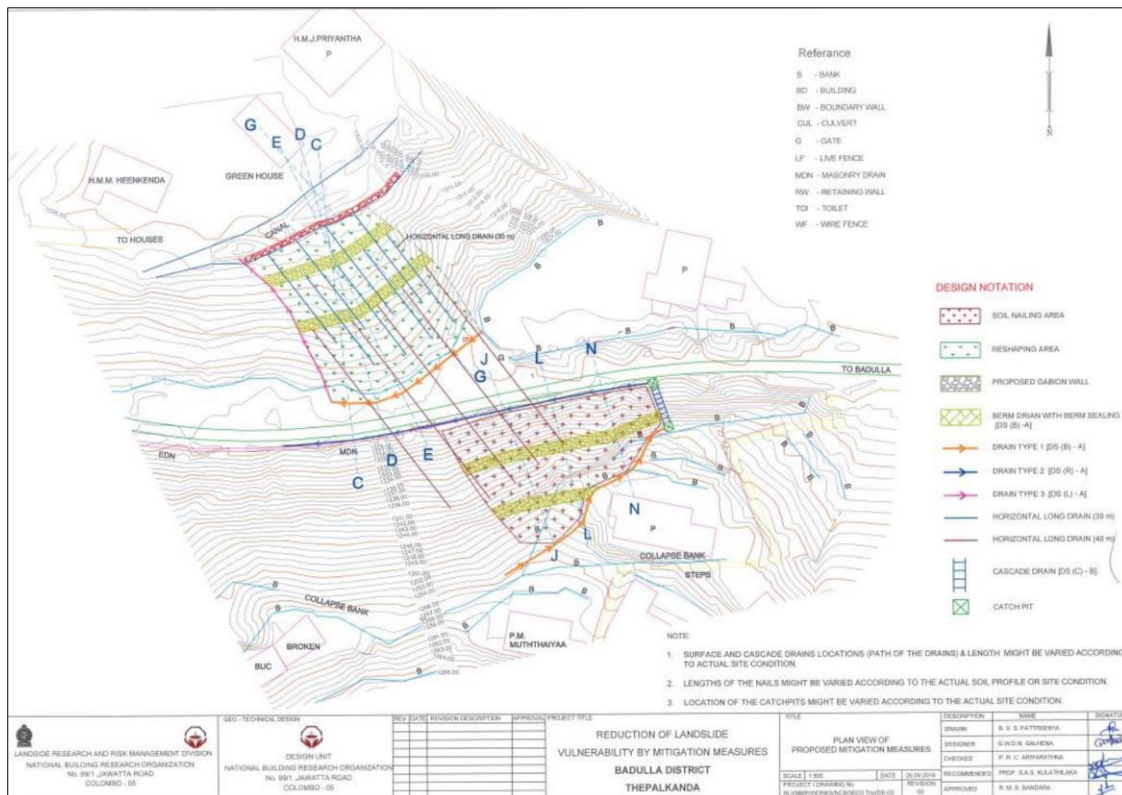 H.M.J.PRIYANTHA
P
G
E
D
C
H.M.M. HEENKENDA
GREEN HOUSE
CANAL
TO HOUSES
HORIZONTAL LONG DRAIN (30 m)
B
B
P
B
B
J
G
G
L
N
B
TO BADULLA
EDN
MDN
C
D
E
N
P
L
J
COLLAPSE BANK
STEPS
COLLAPSE BANK
BROKEN
BUC
P.M.
MUTHTHAIYAA
Referance
B - BANK
BD - BUILDING
BW - BOUNDARY WALL
CUL - CULVERT
G - GATE
LF - LIVE FENCE
MDN - MASONRY DRAIN
RW - RETAINING WALL
TOI - TOILET
WF - WIRE FENCE
N
DESIGN NOTATION
SOIL NAILING AREA
RESHAPING AREA
PROPOSED GABION WALL
BERM DRIAN WITH BERM SEALING
[DS (B) -A]
DRAIN TYPE 1 [DS (B) - A]
DRAIN TYPE 2 [DS (R) - A]
DRAIN TYPE 3 [DS (L) - A]
HORIZONTAL LONG DRAIN (30 m)
HORIZONTAL LONG DRAIN (40 m)
CASCADE DRAIN [DS (C) - B]
CATCH PIT
NOTE:
1. SURFACE AND CASCADE DRAINS LOCATIONS (PATH OF THE DRAINS) & LENGTH MIGHT BE VARIED ACCORDING
TO ACTUAL SITE CONDITION.
2. LENGTHS OF THE NAILS MIGHT BE VARIED ACCORDING TO THE ACTUAL SOIL PROFILE OR SITE CONDITION.
3. LOCATION OF THE CATCHPITS MIGHT BE VARIED ACCORDING TO THE ACTUAL SITE CONDITION.
LANDSIDE RESEARCH AND RISK MANAGEMENT DIVISION
NATIONAL BUILDING RESEARCH ORGANIZATION
No. 99/1 JAWATTA ROAD
COLOMBO - 05
GEO - TECHNICAL DESIGN
DESIGN UNIT
NATIONAL BUILDING RESEARCH ORGANIZATION
No. 99/1 JAWATTA ROAD
COLOMBO - 05
REV DATE REVISION DESCRIPTION APPROVAL
PROJECT TITLE
REDUCTION OF LANDSLIDE
VULNERABILITY BY MITIGATION MEASURES
BADULLA DISTRICT
THEPALKANDA
TITLE
PLAN VIEW OF
PROPOSED MITIGATION MEASURES
SCALE 1:500 DATE 26.09.2016
PROJECT / DRAWING No. REVISION
00
DESCRIPTION NAME SIGNATU
DRAWN B. V. S. PATTRISHIYA
DESIGNER G.W.D.N. GALHENA
CHECKED P. R. C. ARIYARATHNA
RECOMMENDED PROF. S.A.S. KULATHILAKA
APPROVED R. M. S. BANDARA